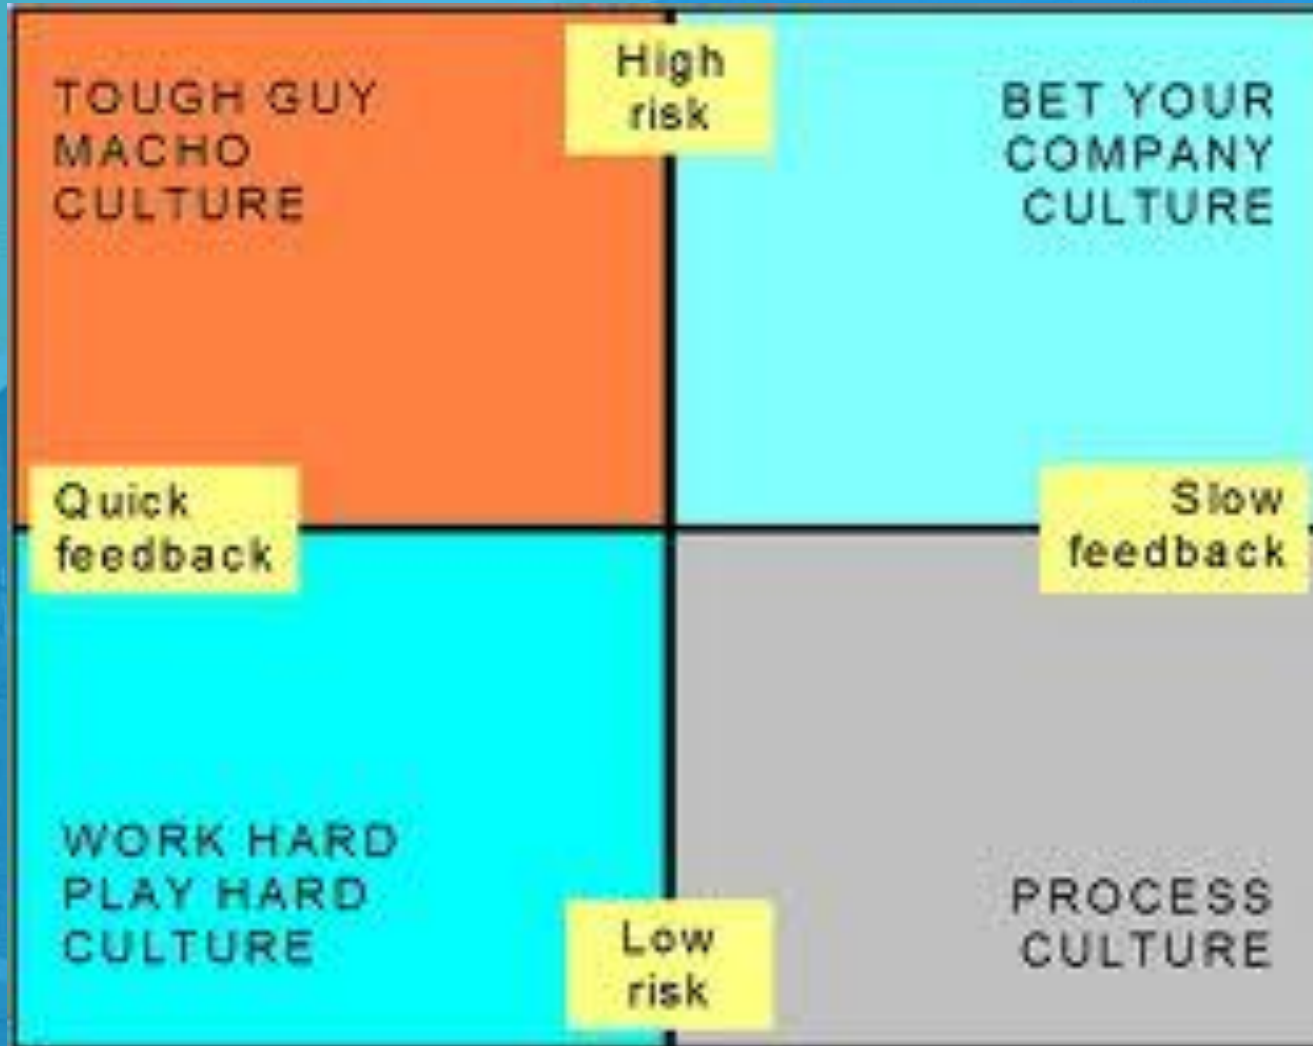 TOUGH GUY
MACHO
CULTURE
High
risk
BET YOUR
COMPANY
CULTURE
Quick
feedback
Slow
feedback
WORK HARD
PLAY HARD
CULTURE
Low
risk
PROCESS
CULTURE